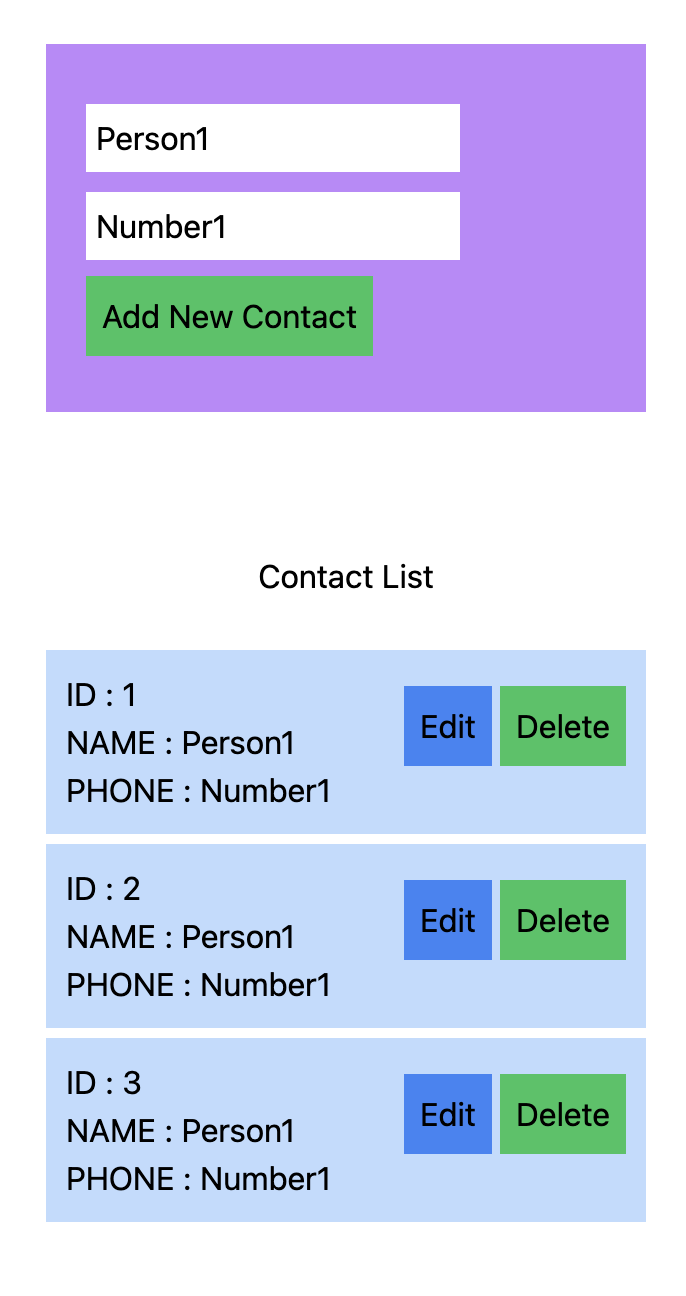 Person1
Number1
Add New Contact
Contact List
ID : 1
NAME : Person1
PHONE : Number1
Edit Delete
ID : 2
NAME : Person1
PHONE : Number1
Edit Delete
ID : 3
NAME : Person1
PHONE : Number1
Edit Delete